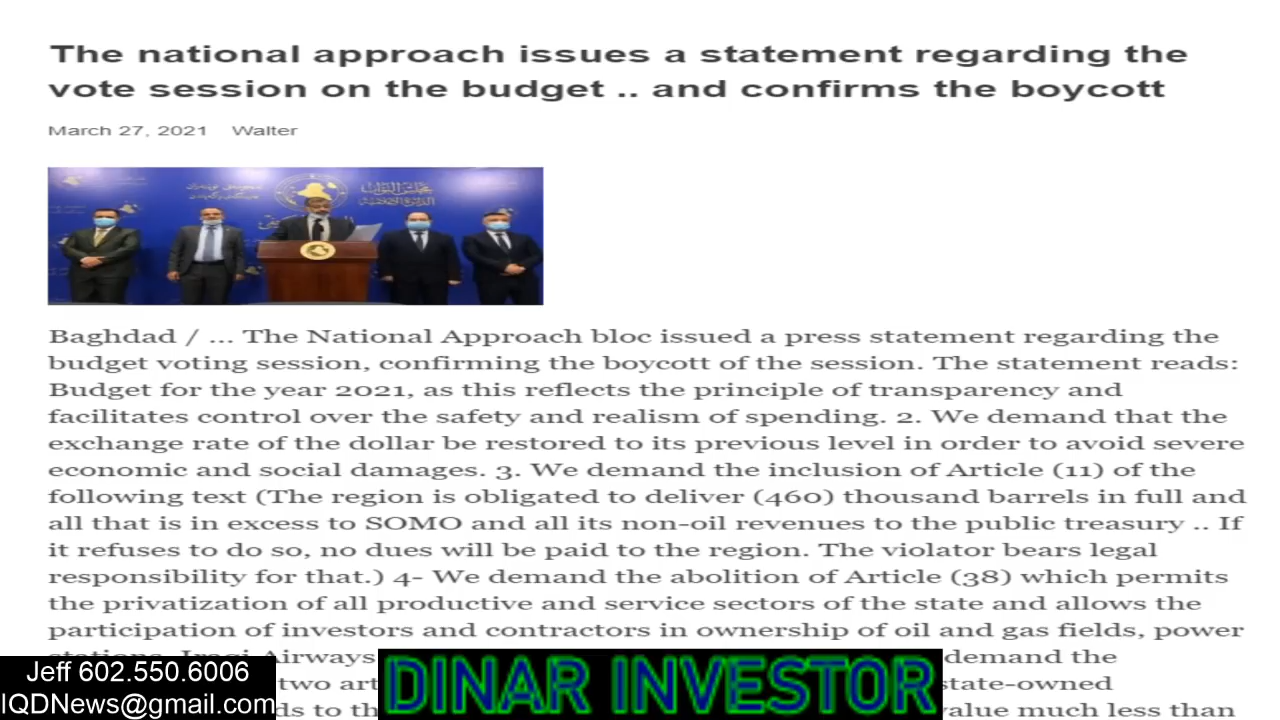 The national approach issues a statement regarding the
vote session on the budget .. and confirms the boycott
March 27, 2021 Walter
مجلس النواب
Baghdad / ... The National Approach bloc issued a press statement regarding the
budget voting session, confirming the boycott of the session. The statement reads:
Budget for the year 2021, as this reflects the principle of transparency and
facilitates control over the safety and realism of spending. 2. We demand that the
exchange rate of the dollar be restored to its previous level in order to avoid severe
economic and social damages. 3. We demand the inclusion of Article (11) of the
following text (The region is obligated to deliver (460) thousand barrels in full and
all that is in excess to SOMO and all its non-oil revenues to the public treasury .. If
it refuses to do so, no dues will be paid to the region. The violator bears legal
responsibility for that.) 4- We demand the abolition of Article (38) which permits
the privatization of all productive and service sectors of the state and allows the
participation of investors and contractors in ownership of oil and gas fields, power
Airways demand the
two state-owned
to value much less than
Jeff 602.550.6006
IQDNews@gmail.com
DINAR INVESTOR